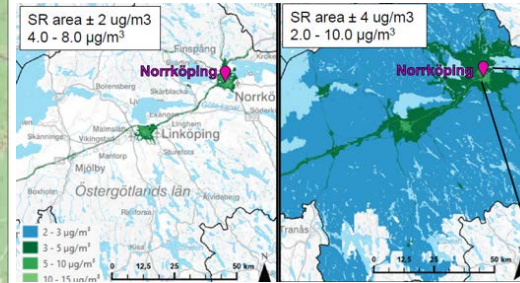 SR area ± 2 ug/m3
4.0 - 8.0 µg/m³
Finspång
Norrköping
Borensberg
Skärblacka
Norrkö
Skänninge
Malmslätt
Vikingstad
Linghem
Linköping
Mantorp
Sturefors
Mjölby
Östergötlands län
Boxholm
Åtvidaberg
Rimforsa
Kisa
2 - 3 µg/m³
3 - 5 µg/m³
5 - 10 µg/m³
10 - 15 µg/m³
0 12,5 25 50 km
SR area ± 4 ug/m3
2.0 - 10.0 µg/m³
Norrköping
Tranås
0 12,5 25 50 km